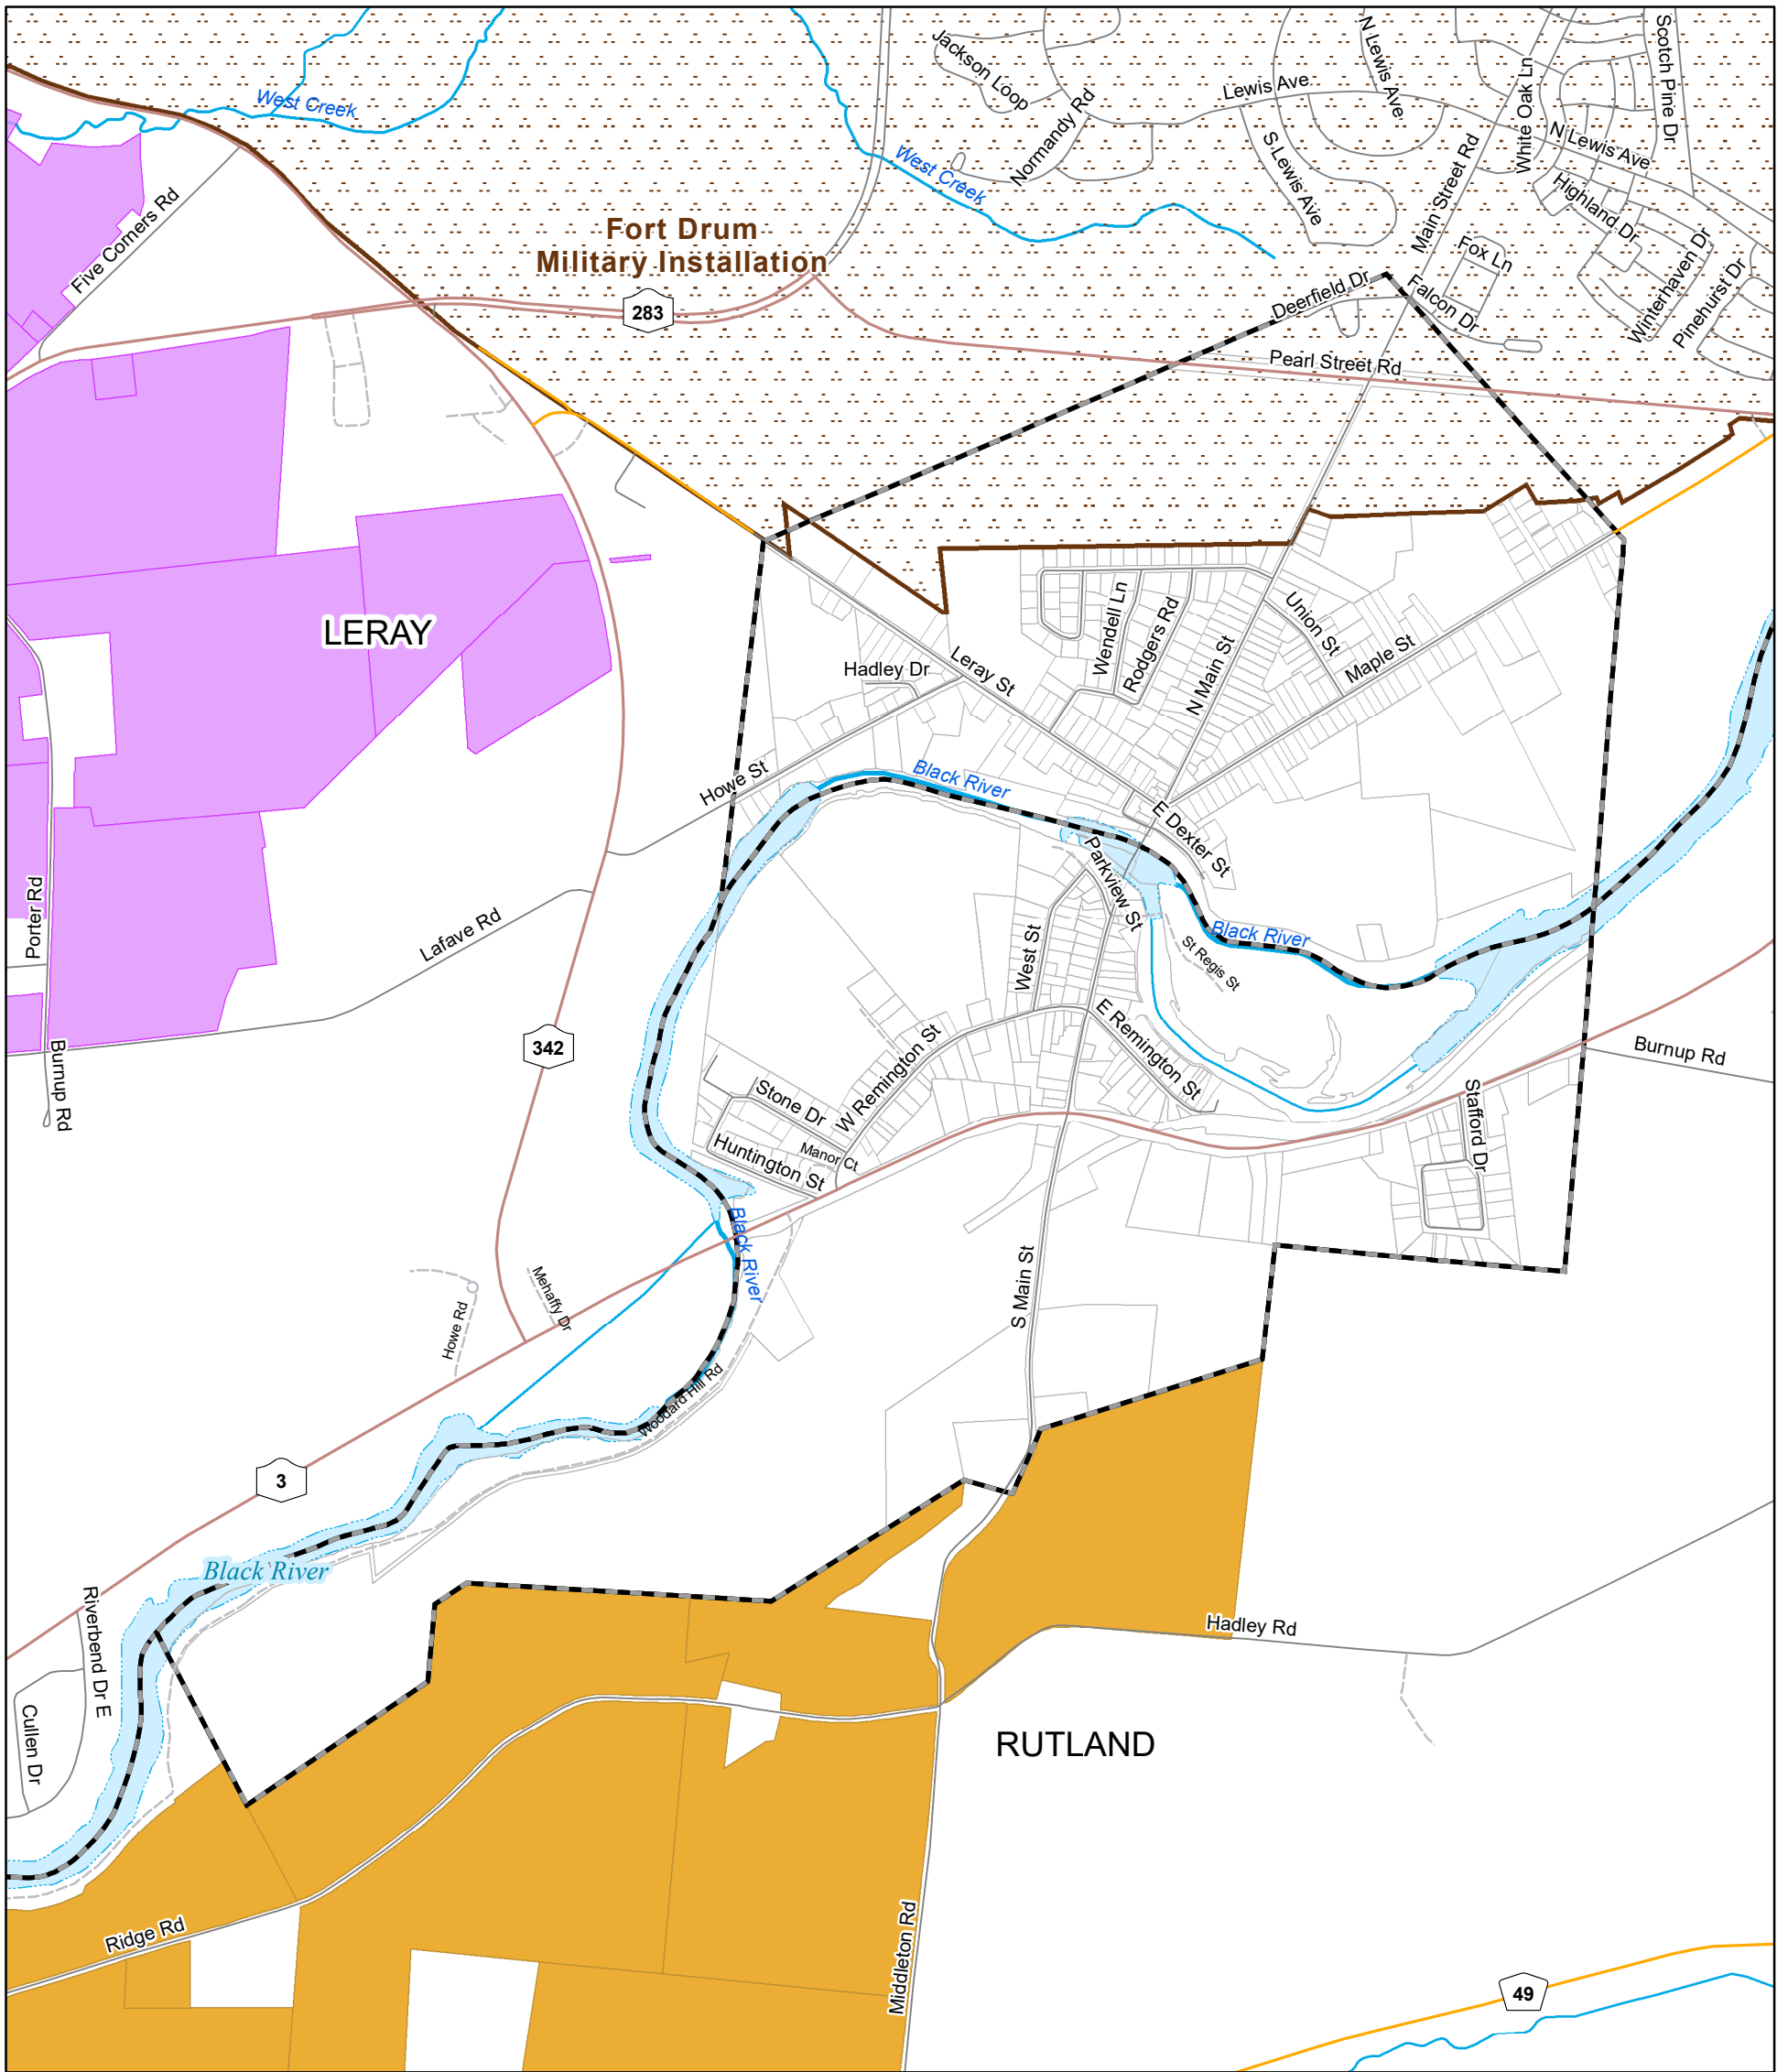 Jackson Loop
N Lewis Ave
Scotch Pine Dr
White Oak Ln
West Creek
Normandy Rd
Lewis Ave
N Lewis Ave
West Creek
S Lewis Ave
Main Street Rd
Highland Dr
Five Corners Rd
Fort Drum
Military Installation
Fox Ln
Winterhaven Dr
Pinehurst Dr
283
Deerfield Dr
Falcon Dr
Pearl Street Rd
LERAY
Wendell Ln
Rodgers Rd
Union St
Hadley Dr
Leray St
N Main St
Maple St
Howe St
Black River
E Dexter St
Parkview St
Porter Rd
Lafave Rd
West St
Black River
St Regis St
342
Burnup Rd
E Remington St
W Remington St
Burnup Rd
Stone Dr
Stafford Dr
Huntington St
Manor Ct
Black River
S Main St
Mehaffy Dr
Howe Rd
Woodard Hill Rd
3
Black River
Riverbend Dr E
Hadley Rd
Cullen Dr
RUTLAND
Ridge Rd
Middleton Rd
49